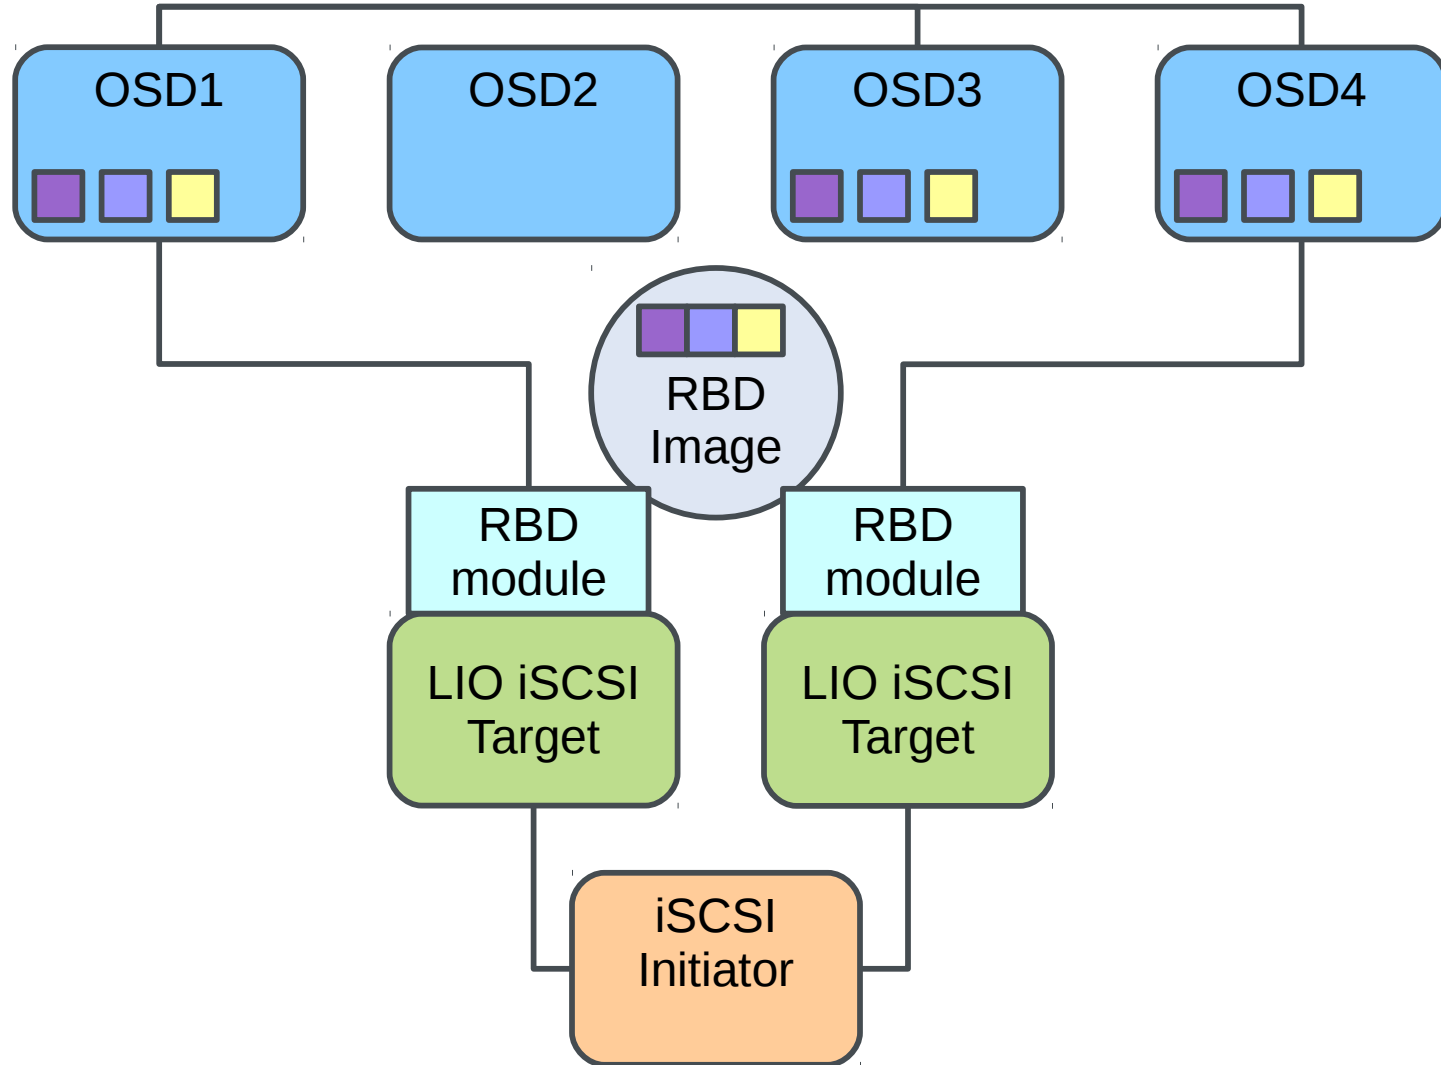 OSD1
OSD2
OSD3
OSD4
RBD
Image
RBD
module
RBD
module
LIO iSCSI
Target
LIO iSCSI
Target
iSCSI
Initiator